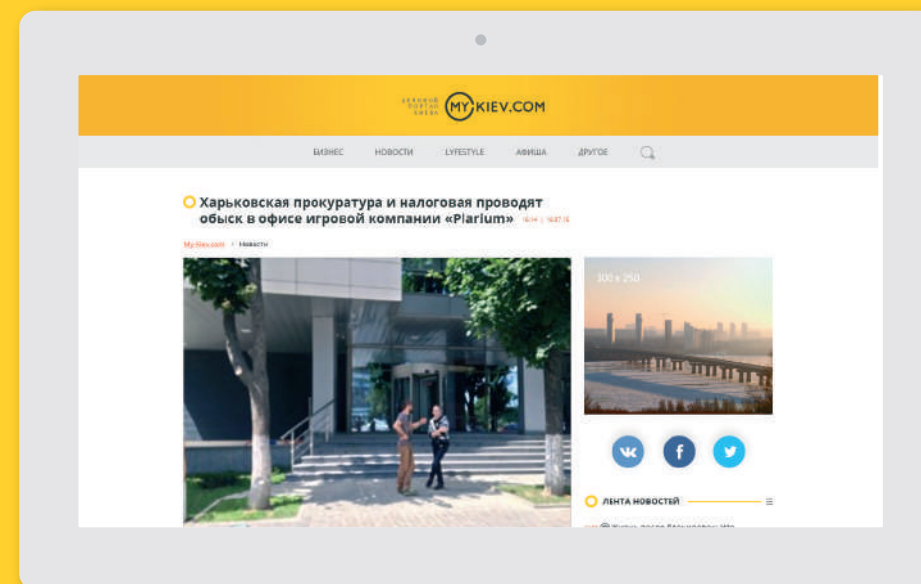 ДЕЛОВОЙ
ПОРТАЛ
КИЕВА
MY KIEV.COM
БИЗНЕС НОВОСТИ LYFESTYLE АФИША ДРУГОЕ
Харьковская прокуратура и налоговая проводят
обыск в офисе игровой компании «Plarium»
My-Kiev.com / Новости
300 x 250
ЛЕНТА НОВОСТЕЙ